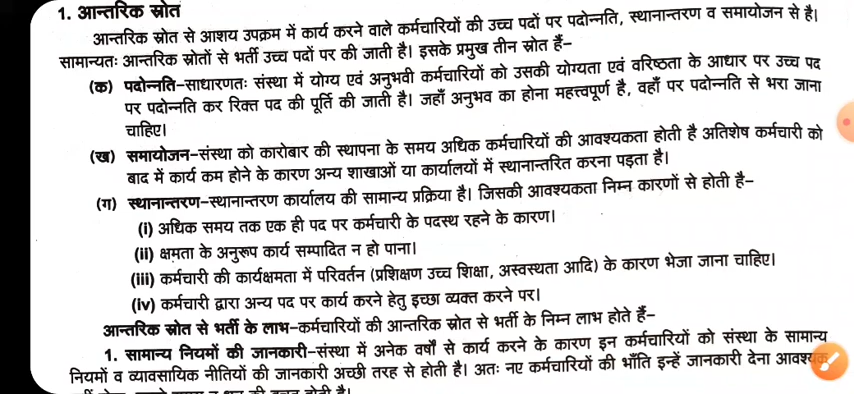 1. आन्तरिक स्रोत
आन्तरिक स्रोत से आशय उपक्रम में कार्य करने वाले कर्मचारियों की उच्च पदों पर पदोन्नति, स्थानान्तरण व समायोजन से है।
सामान्यतः आन्तरिक स्रोतों से भर्ती उच्च पदों पर की जाती है। इसके प्रमुख तीन स्रोत हैं–
(क) पदोन्नति–साधारणतः संस्था में योग्य एवं अनुभवी कर्मचारियों को उसकी योग्यता एवं वरिष्ठता के आधार पर उच्च पद
पर पदोन्नति कर रिक्त पद की पूर्ति की जाती है। जहाँ अनुभव का होना महत्त्वपूर्ण है, वहाँ पर पदोन्नति से भरा जाना
चाहिए।
(ख) समायोजन–संस्था को कारोबार की स्थापना के समय अधिक कर्मचारियों की आवश्यकता होती है अतिशेष कर्मचारी को
बाद में कार्य कम होने के कारण अन्य शाखाओं या कार्यालयों में स्थानान्तरित करना पड़ता है।
(ग) स्थानान्तरण–स्थानान्तरण कार्यालय की सामान्य प्रक्रिया है। जिसकी आवश्यकता निम्न कारणों से होती है–
(i) अधिक समय तक एक ही पद पर कर्मचारी के पदस्थ रहने के कारण।
(ii) क्षमता के अनुरूप कार्य सम्पादित न हो पाना।
(iii) कर्मचारी की कार्यक्षमता में परिवर्तन (प्रशिक्षण उच्च शिक्षा, अस्वस्थता आदि) के कारण भेजा जाना चाहिए।
(iv) कर्मचारी द्वारा अन्य पद पर कार्य करने हेतु इच्छा व्यक्त करने पर।
आन्तरिक स्रोत से भर्ती के लाभ–कर्मचारियों की आन्तरिक स्रोत से भर्ती के निम्न लाभ होते हैं–
1. सामान्य नियमों की जानकारी–संस्था में अनेक वर्षों से कार्य करने के कारण इन कर्मचारियों को संस्था के सामान्य
नियमों व व्यावसायिक नीतियों की जानकारी अच्छी तरह से होती है। अतः नए कर्मचारियों की भाँति इन्हें जानकारी देना आवश्यक